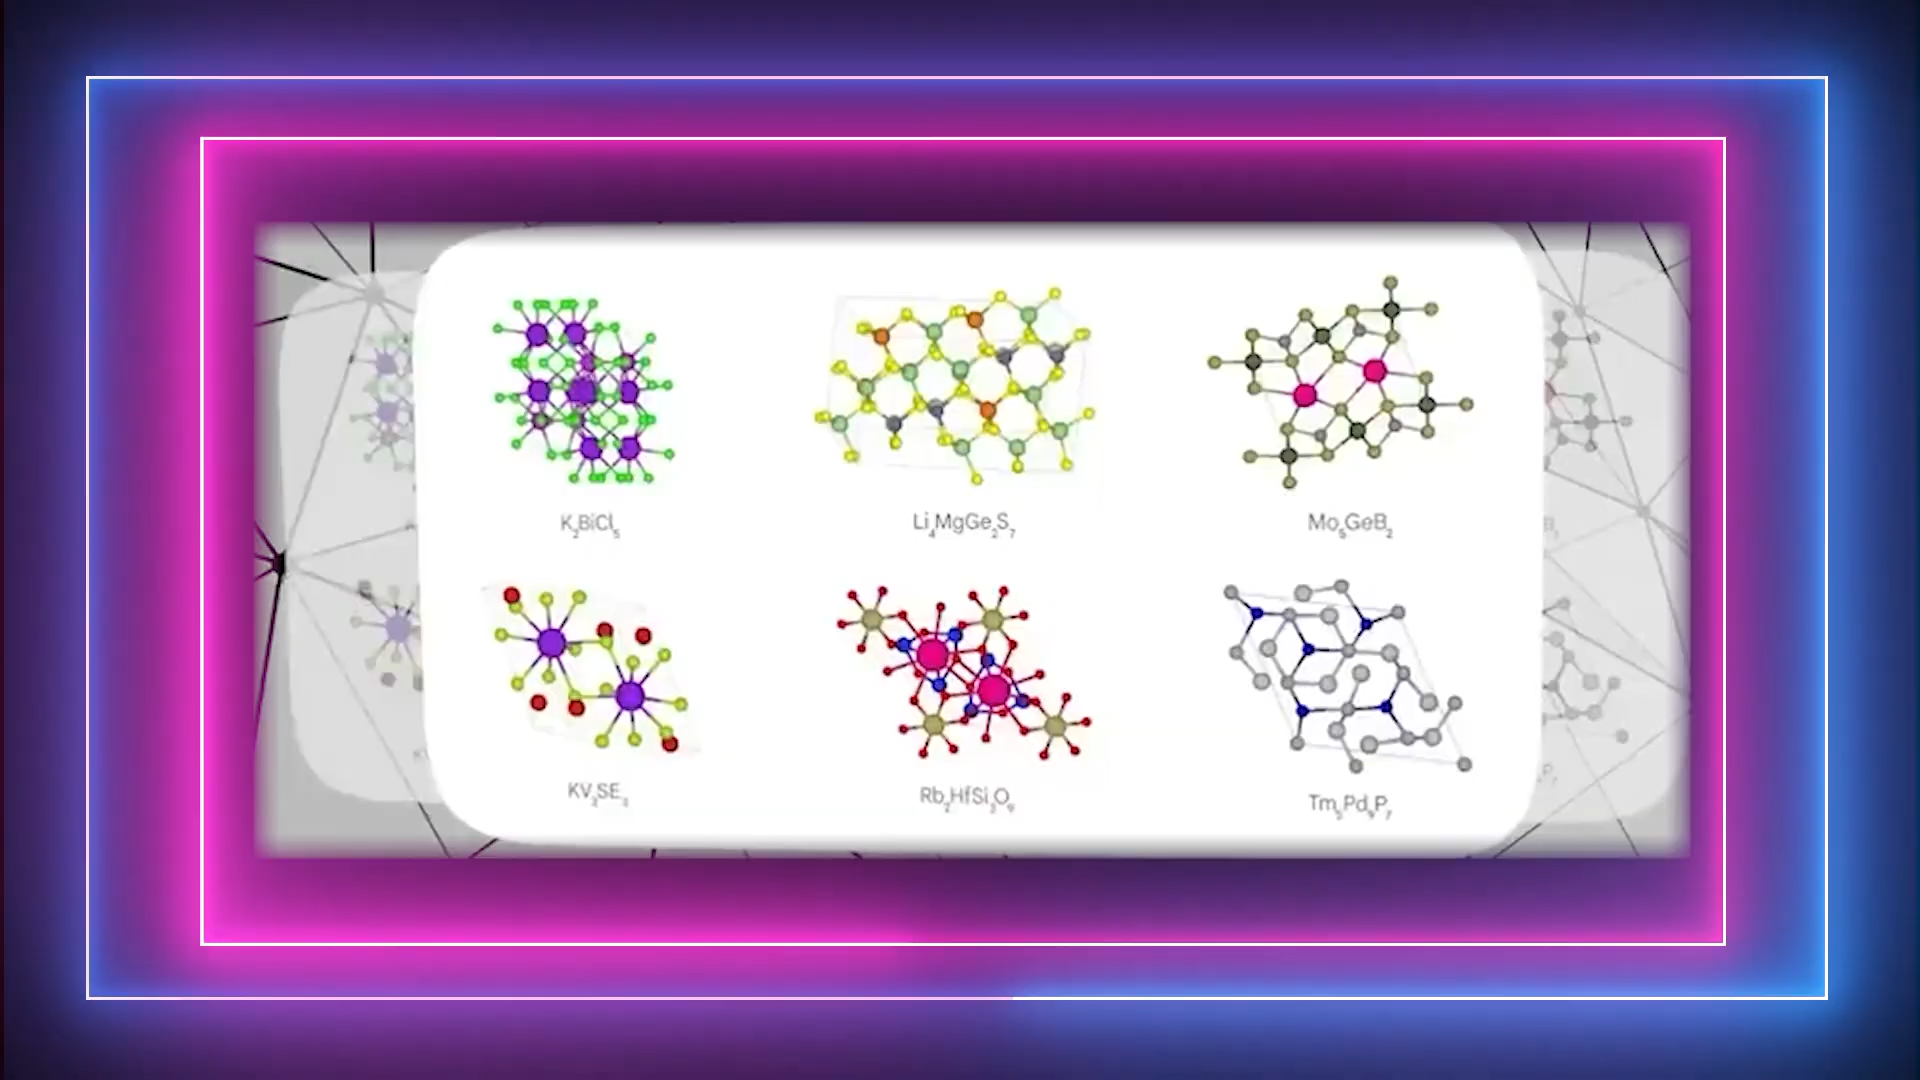 K₂BiCl₅
Li₄MgGe₂S₇
Mo₅GeB₂
KV₃SE₃
Rb₂HfSi₃O₉
Tm₅Pd₉P₇